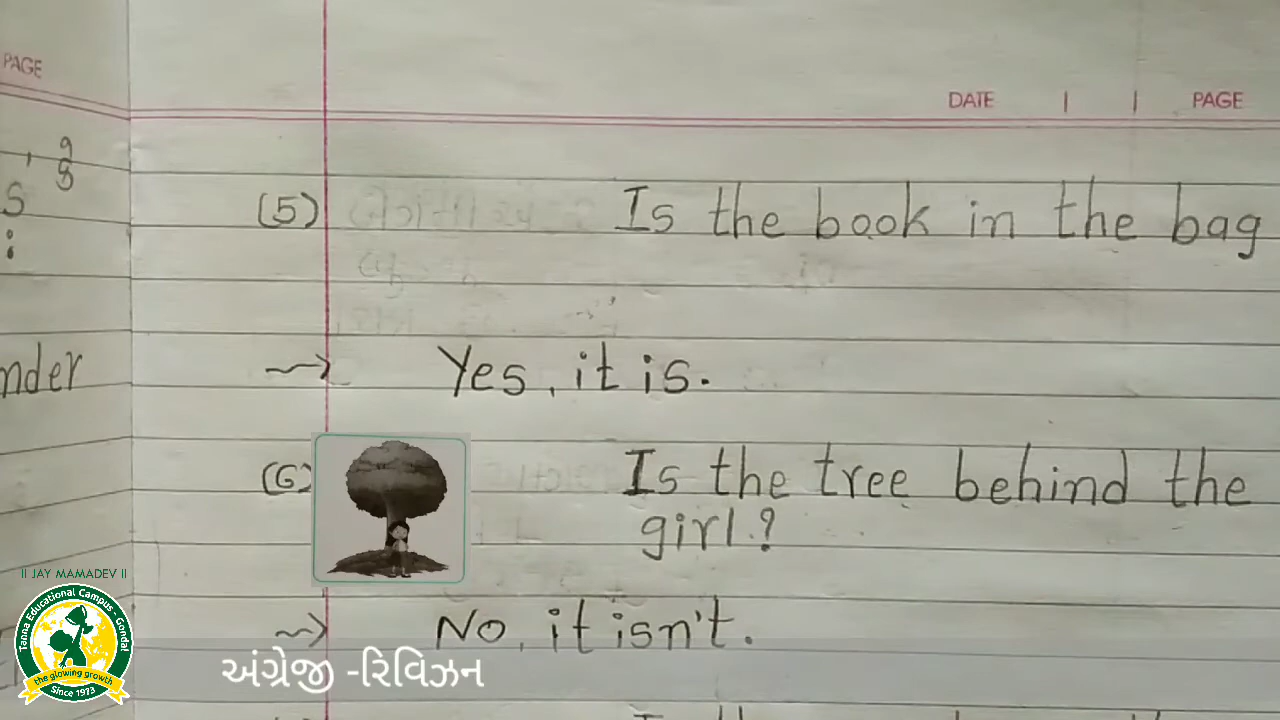 PAGE
DATE | | PAGE
(5) Is the book in the bag
nder
Yes, it is.
(6) Is the tree behind the
girl.?
No, it isn't.
॥ JAY MAMADEV ॥
Tanna Educational Campus - Gondal
the glowing growth
Since 1973
અંગ્રેજી -રિવિઝન